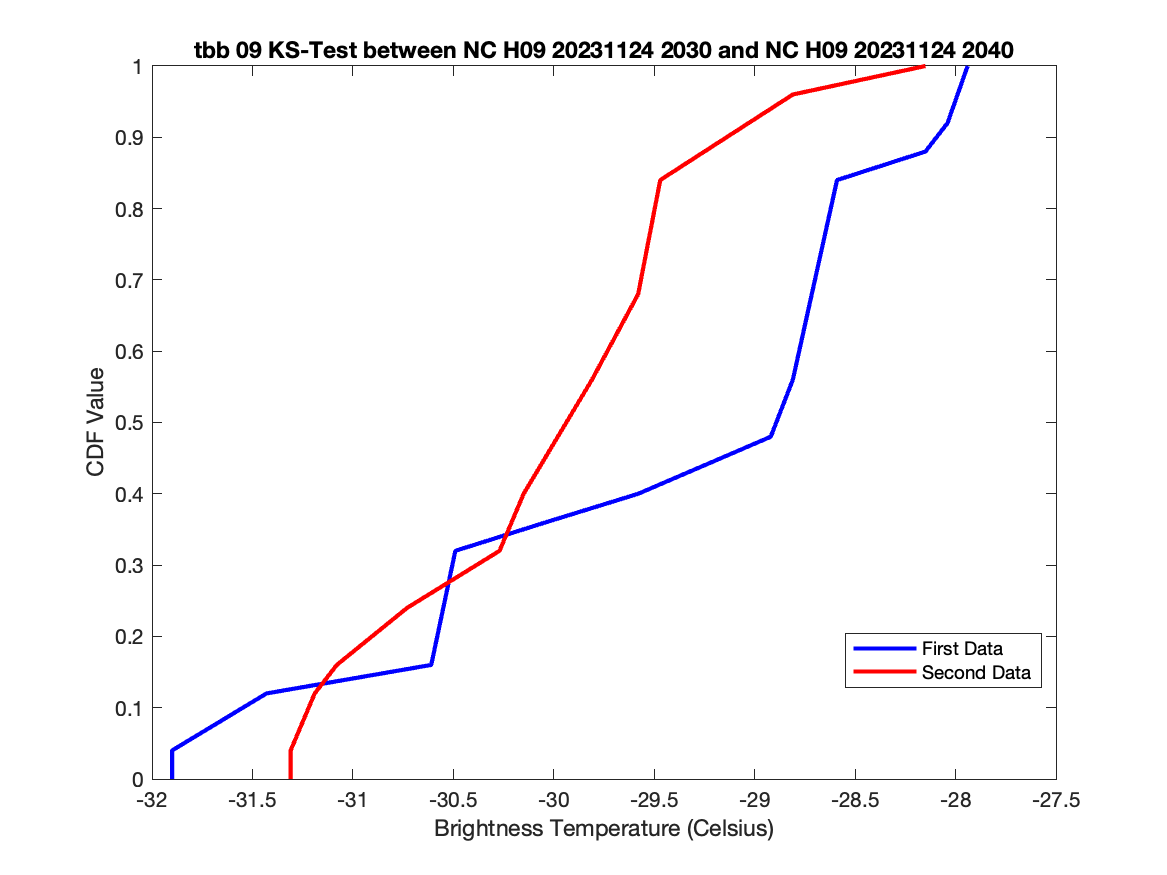 tbb 09 KS-Test between NC H09 20231124 2030 and NC H09 20231124 2040
1
0.9
0.8
0.7
0.6
0.5
0.4
0.3
0.2
0.1
0
CDF Value
First Data
Second Data
-32 -31.5 -31 -30.5 -30 -29.5 -29 -28.5 -28 -27.5
Brightness Temperature (Celsius)